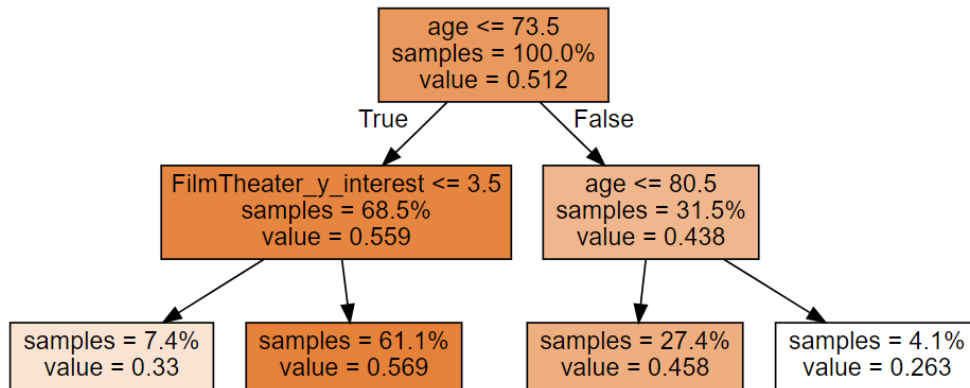 age <= 73.5
samples = 100.0%
value = 0.512
True
False
FilmTheater_y_interest <= 3.5
samples = 68.5%
value = 0.559
age <= 80.5
samples = 31.5%
value = 0.438
samples = 7.4%
value = 0.33
samples = 61.1%
value = 0.569
samples = 27.4%
value = 0.458
samples = 4.1%
value = 0.263